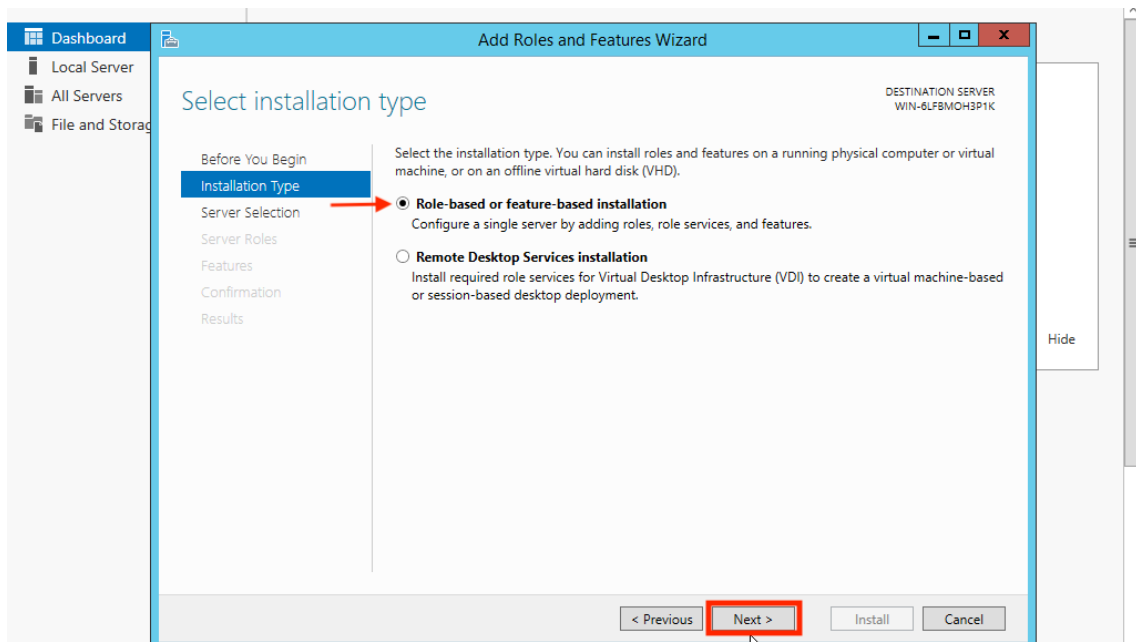 Dashboard
Local Server
All Servers
File and Storag
Add Roles and Features Wizard
Select installation type
DESTINATION SERVER
WIN-6LFBMOH3P1K
Before You Begin
Installation Type
Server Selection
Server Roles
Features
Confirmation
Results
Select the installation type. You can install roles and features on a running physical computer or virtual
machine, or on an offline virtual hard disk (VHD).
Role-based or feature-based installation
Configure a single server by adding roles, role services, and features.
Remote Desktop Services installation
Install required role services for Virtual Desktop Infrastructure (VDI) to create a virtual machine-based
or session-based desktop deployment.
Hide
< Previous
Next >
Install
Cancel